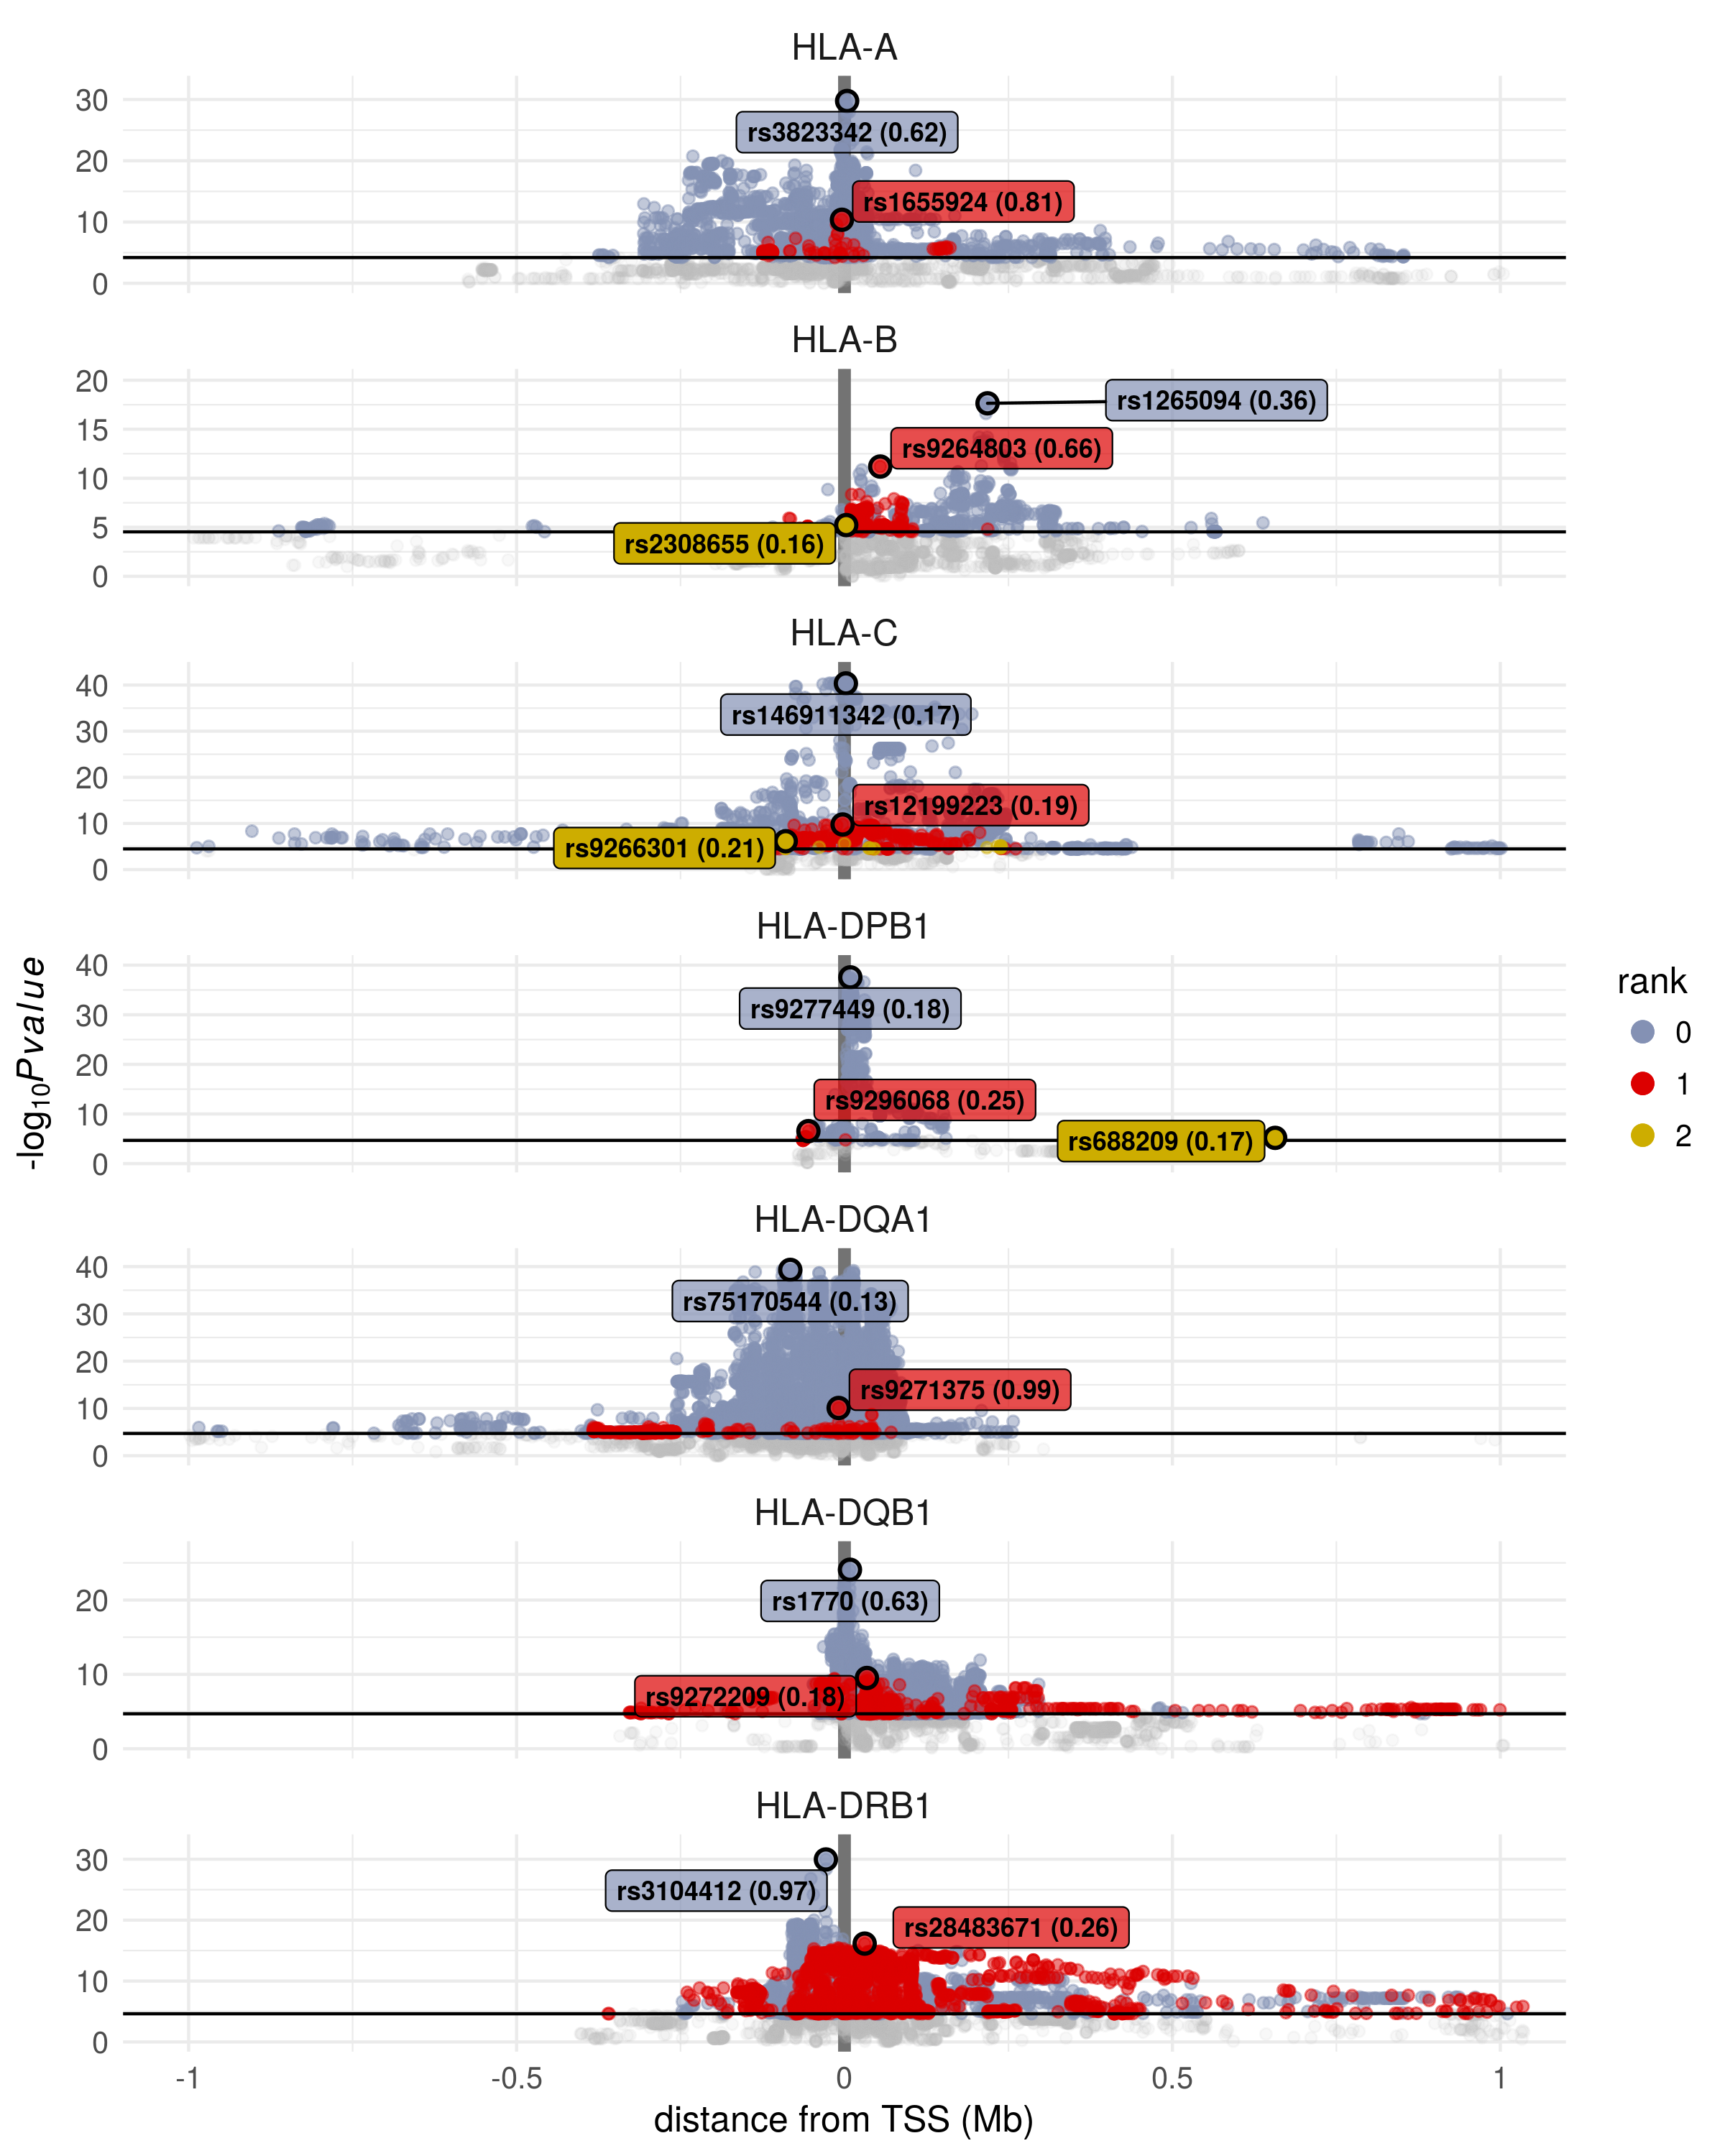 HLA-A
30
20
10
0
rs3823342 (0.62)
rs1655924 (0.81)
HLA-B
20
15
10
5
0
rs1265094 (0.36)
rs9264803 (0.66)
rs2308655 (0.16)
HLA-C
40
30
20
10
0
rs146911342 (0.17)
rs12199223 (0.19)
rs9266301 (0.21)
HLA-DPB1
40
30
20
10
0
rs9277449 (0.18)
rs9296068 (0.25)
rs688209 (0.17)
HLA-DQA1
40
30
20
10
0
rs75170544 (0.13)
rs9271375 (0.99)
HLA-DQB1
20
10
0
rs1770 (0.63)
rs9272209 (0.18)
HLA-DRB1
30
20
10
0
rs3104412 (0.97)
rs28483671 (0.26)
-1 -0.5 0 0.5 1
distance from TSS (Mb)
-log10Pvalue
rank
0
1
2